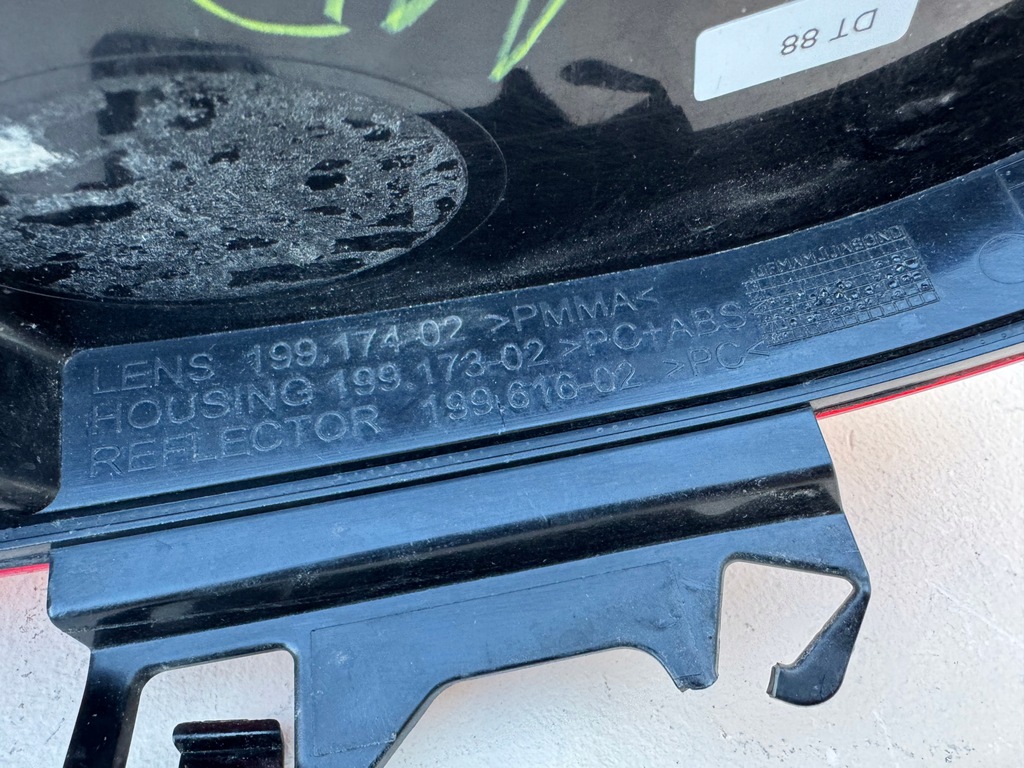 DT 88
LENS 199.174-02 >PMMA<
HOUSING 199.173-02 >PC+ABS
REFLECTOR 199.616-02 >PC<